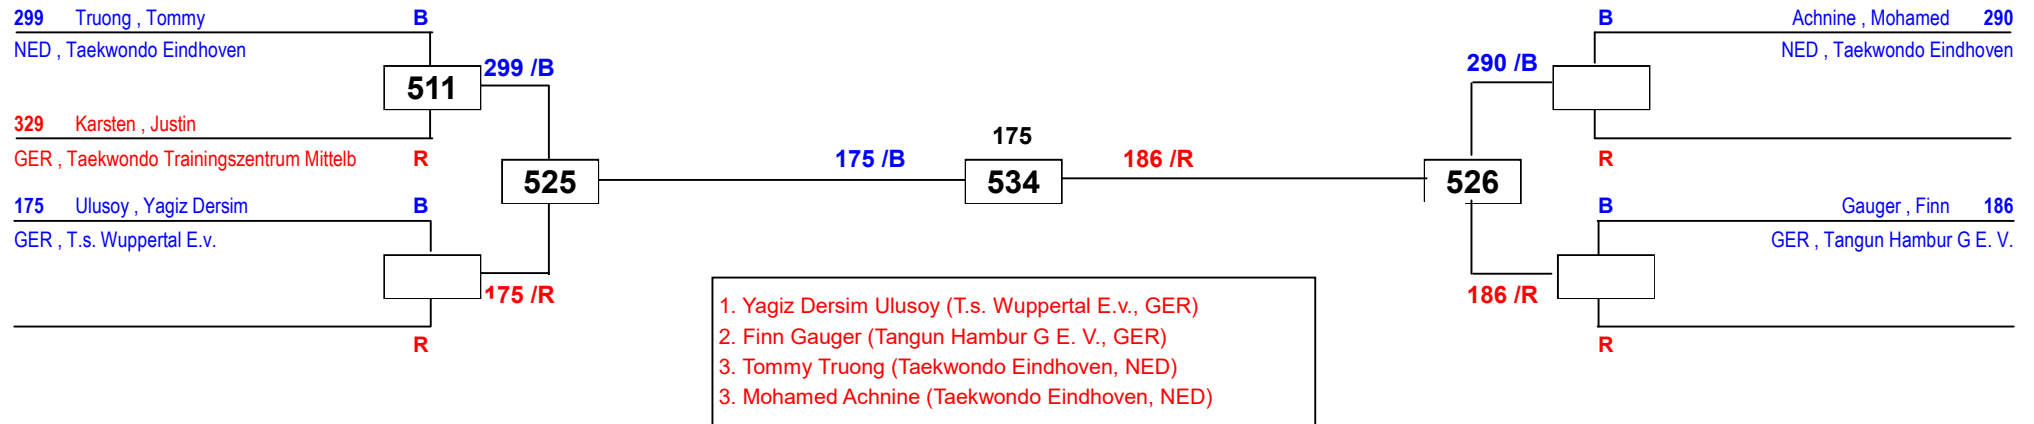 299 Truong , Tommy B
NED , Taekwondo Eindhoven
511
299 /B
329 Karsten , Justin
GER , Taekwondo Trainingszentrum Mittelb R
525
175 Ulusoy , Yagiz Dersim B
GER , T.s. Wuppertal E.v.
175 /R
R
175 /B
175
534
186 /R
B Achnine , Mohamed 290
NED , Taekwondo Eindhoven
290 /B
R
526
B Gauger , Finn 186
GER , Tangun Hambur G E. V.
186 /R
R
1. Yagiz Dersim Ulusoy (T.s. Wuppertal E.v., GER)
2. Finn Gauger (Tangun Hambur G E. V., GER)
3. Tommy Truong (Taekwondo Eindhoven, NED)
3. Mohamed Achnine (Taekwondo Eindhoven, NED)